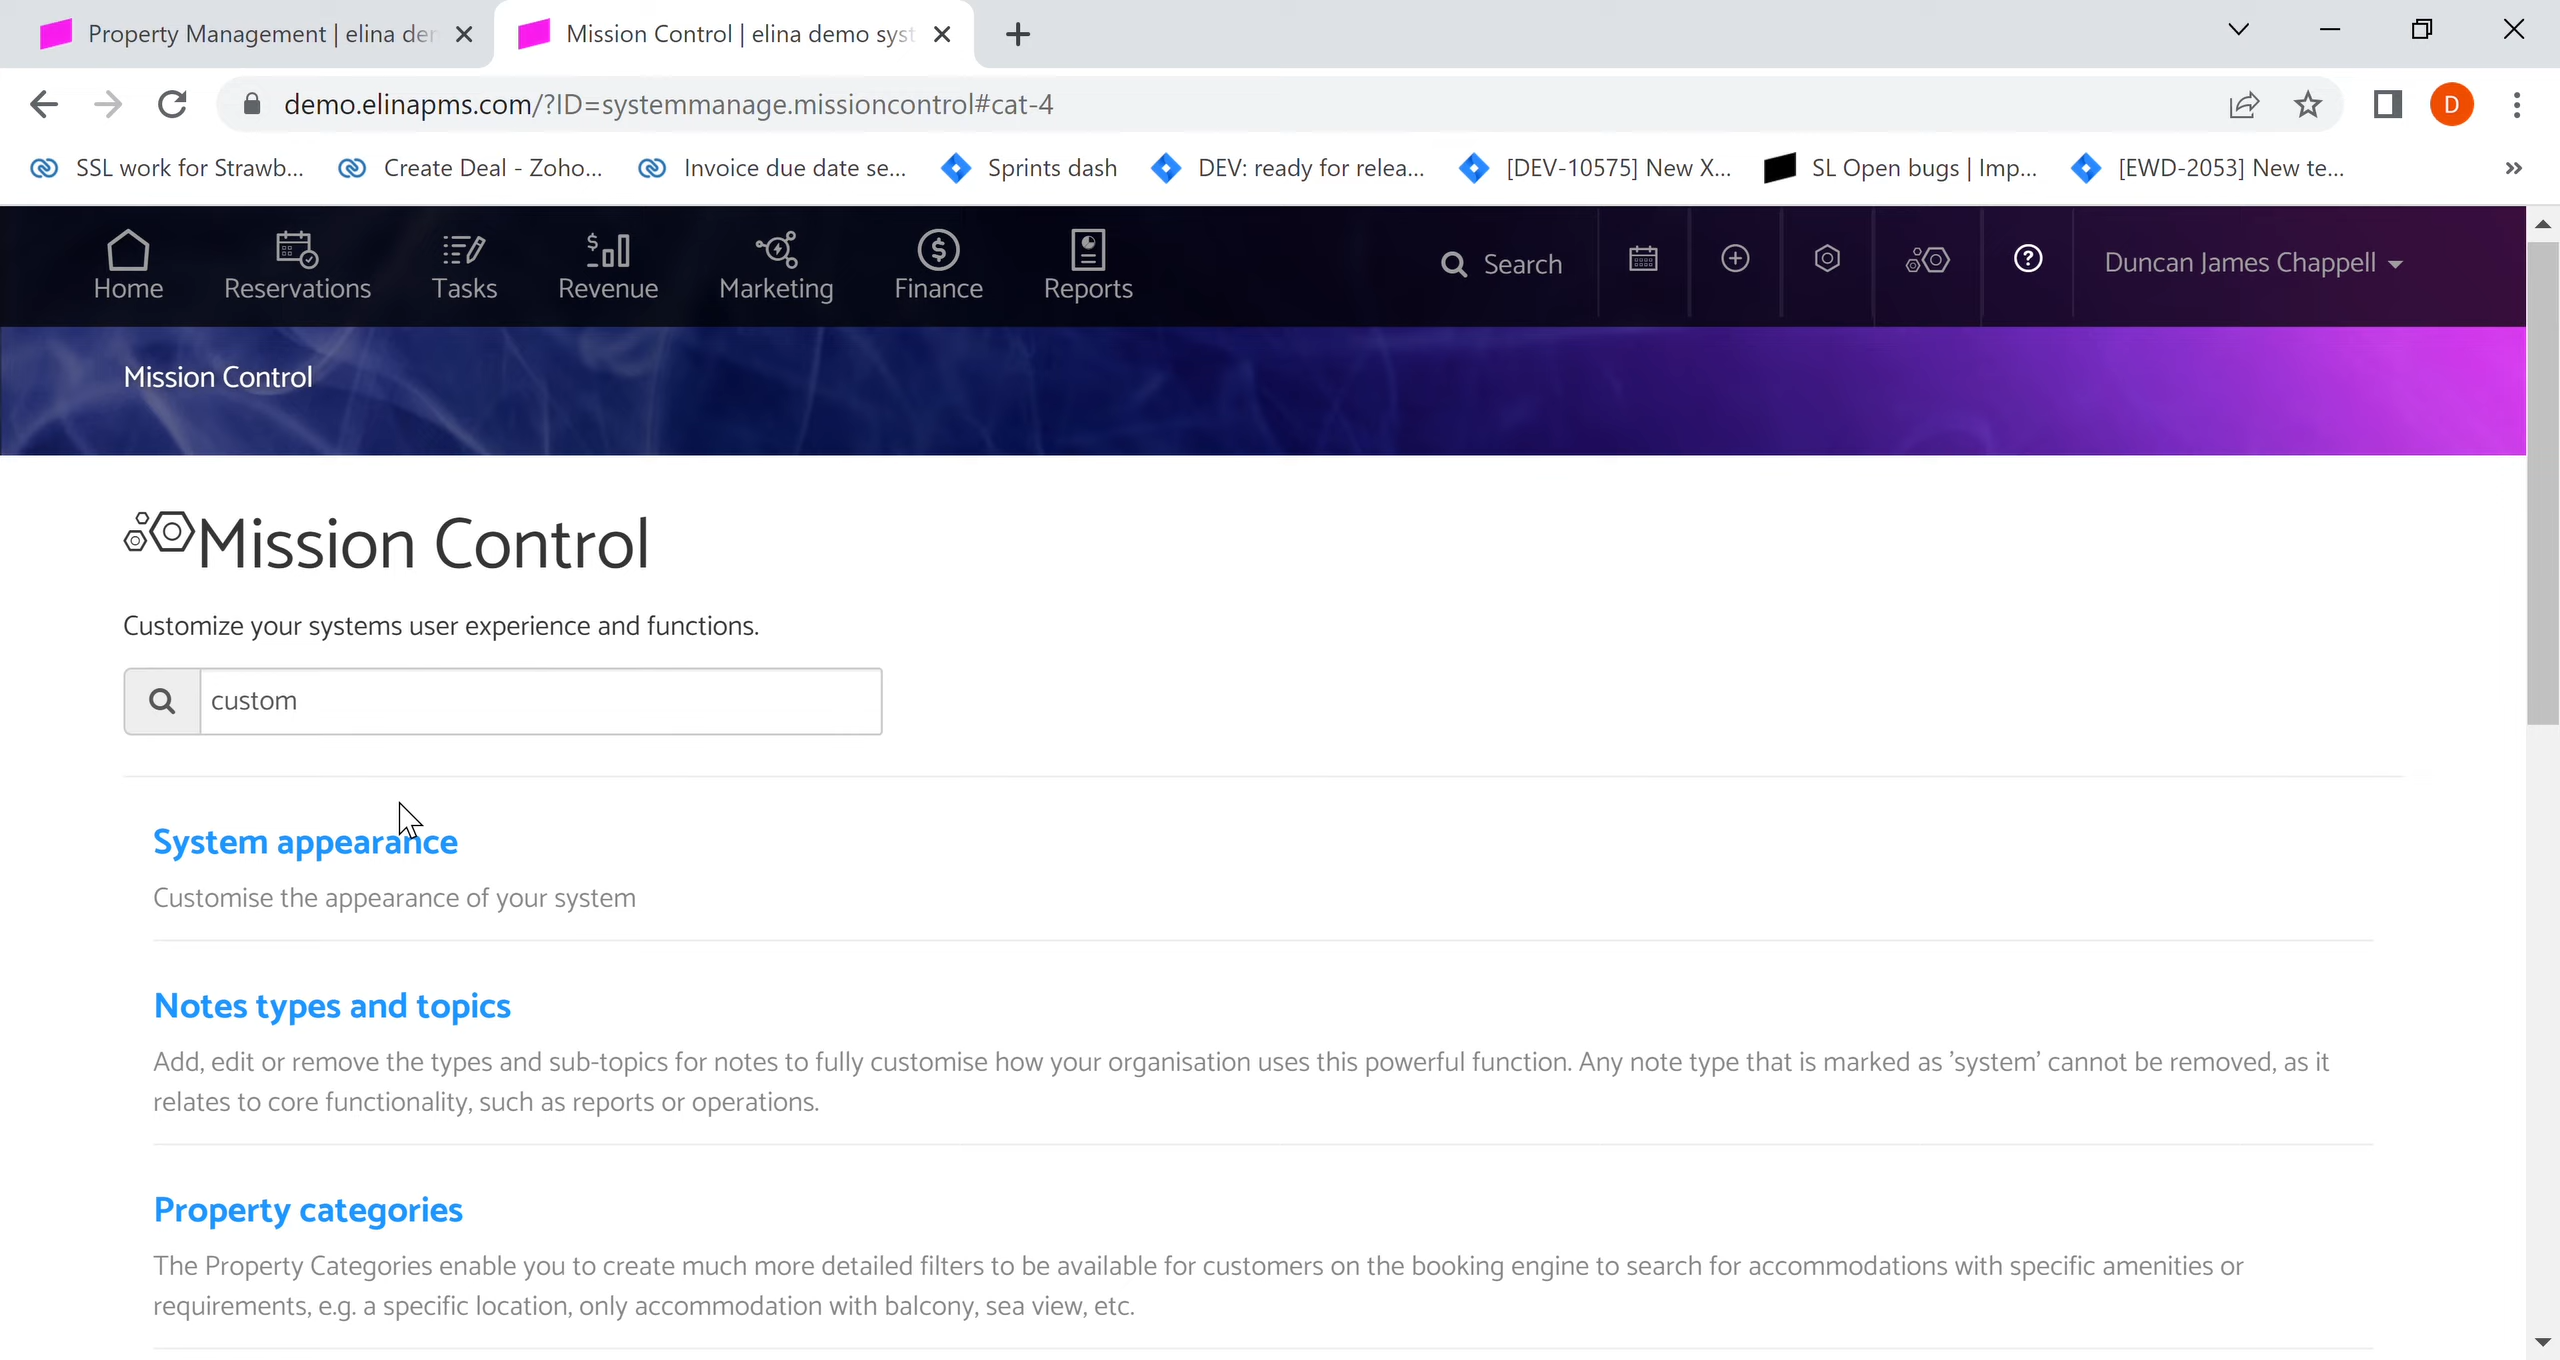 Property Management | elina de
Mission Control | elina demo syst
demo.elinapms.com/?ID=systemmanage.missioncontrol#cat-4
D
SSL work for Strawb...
Create Deal - Zoho...
Invoice due date se...
Sprints dash
DEV: ready for relea...
[DEV-10575] New X...
SL Open bugs | Imp...
[EWD-2053] New te...
»
Home
Reservations
Tasks
Revenue
Marketing
Finance
Reports
Search
Duncan James Chappell
Mission Control
Mission Control
Customize your systems user experience and functions.
custom
System appearance
Customise the appearance of your system
Notes types and topics
Add, edit or remove the types and sub-topics for notes to fully customise how your organisation uses this powerful function. Any note type that is marked as 'system' cannot be removed, as it
relates to core functionality, such as reports or operations.
Property categories
The Property Categories enable you to create much more detailed filters to be available for customers on the booking engine to search for accommodations with specific amenities or
requirements, e.g. a specific location, only accommodation with balcony, sea view, etc.